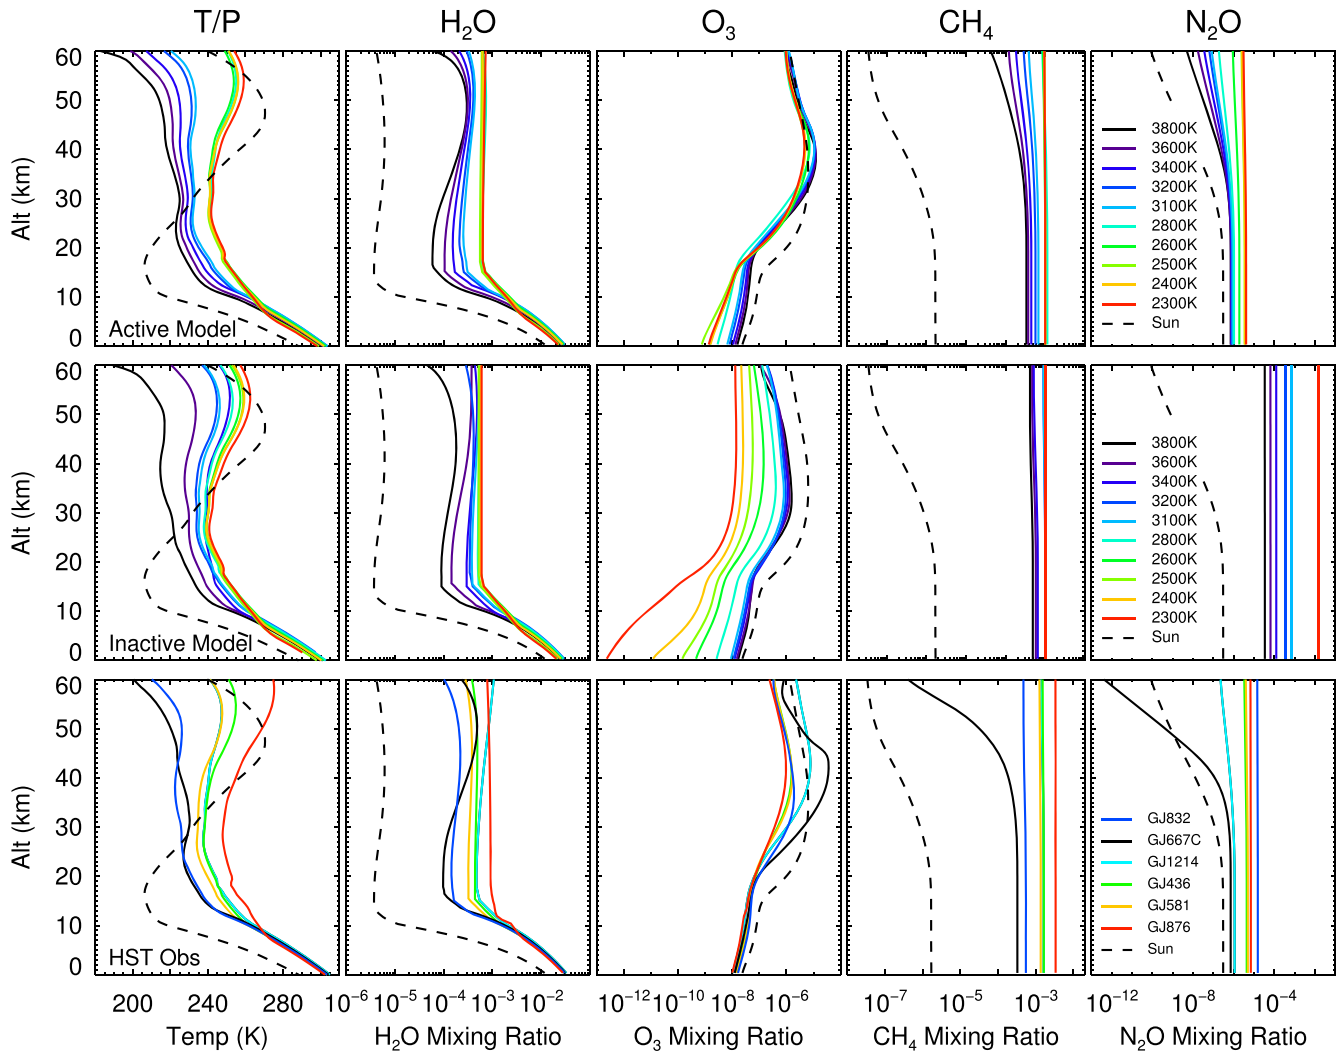 T/P H₂O O₃ CH₄ N₂O
60
50
40
30
20
10
0
Alt (km)
Active Model
3800K
3600K
3400K
3200K
3100K
2800K
2600K
2500K
2400K
2300K
Sun
60
50
40
30
20
10
0
Alt (km)
Inactive Model
3800K
3600K
3400K
3200K
3100K
2800K
2600K
2500K
2400K
2300K
Sun
60
50
40
30
20
10
0
Alt (km)
HST Obs
GJ832
GJ667C
GJ1214
GJ436
GJ581
GJ876
Sun
200 240 280 10⁻⁶ 10⁻⁵ 10⁻⁴ 10⁻³ 10⁻² 10⁻¹² 10⁻¹⁰ 10⁻⁸ 10⁻⁶ 10⁻⁷ 10⁻⁵ 10⁻³ 10⁻¹² 10⁻⁸ 10⁻⁴
Temp (K) H₂O Mixing Ratio O₃ Mixing Ratio CH₄ Mixing Ratio N₂O Mixing Ratio